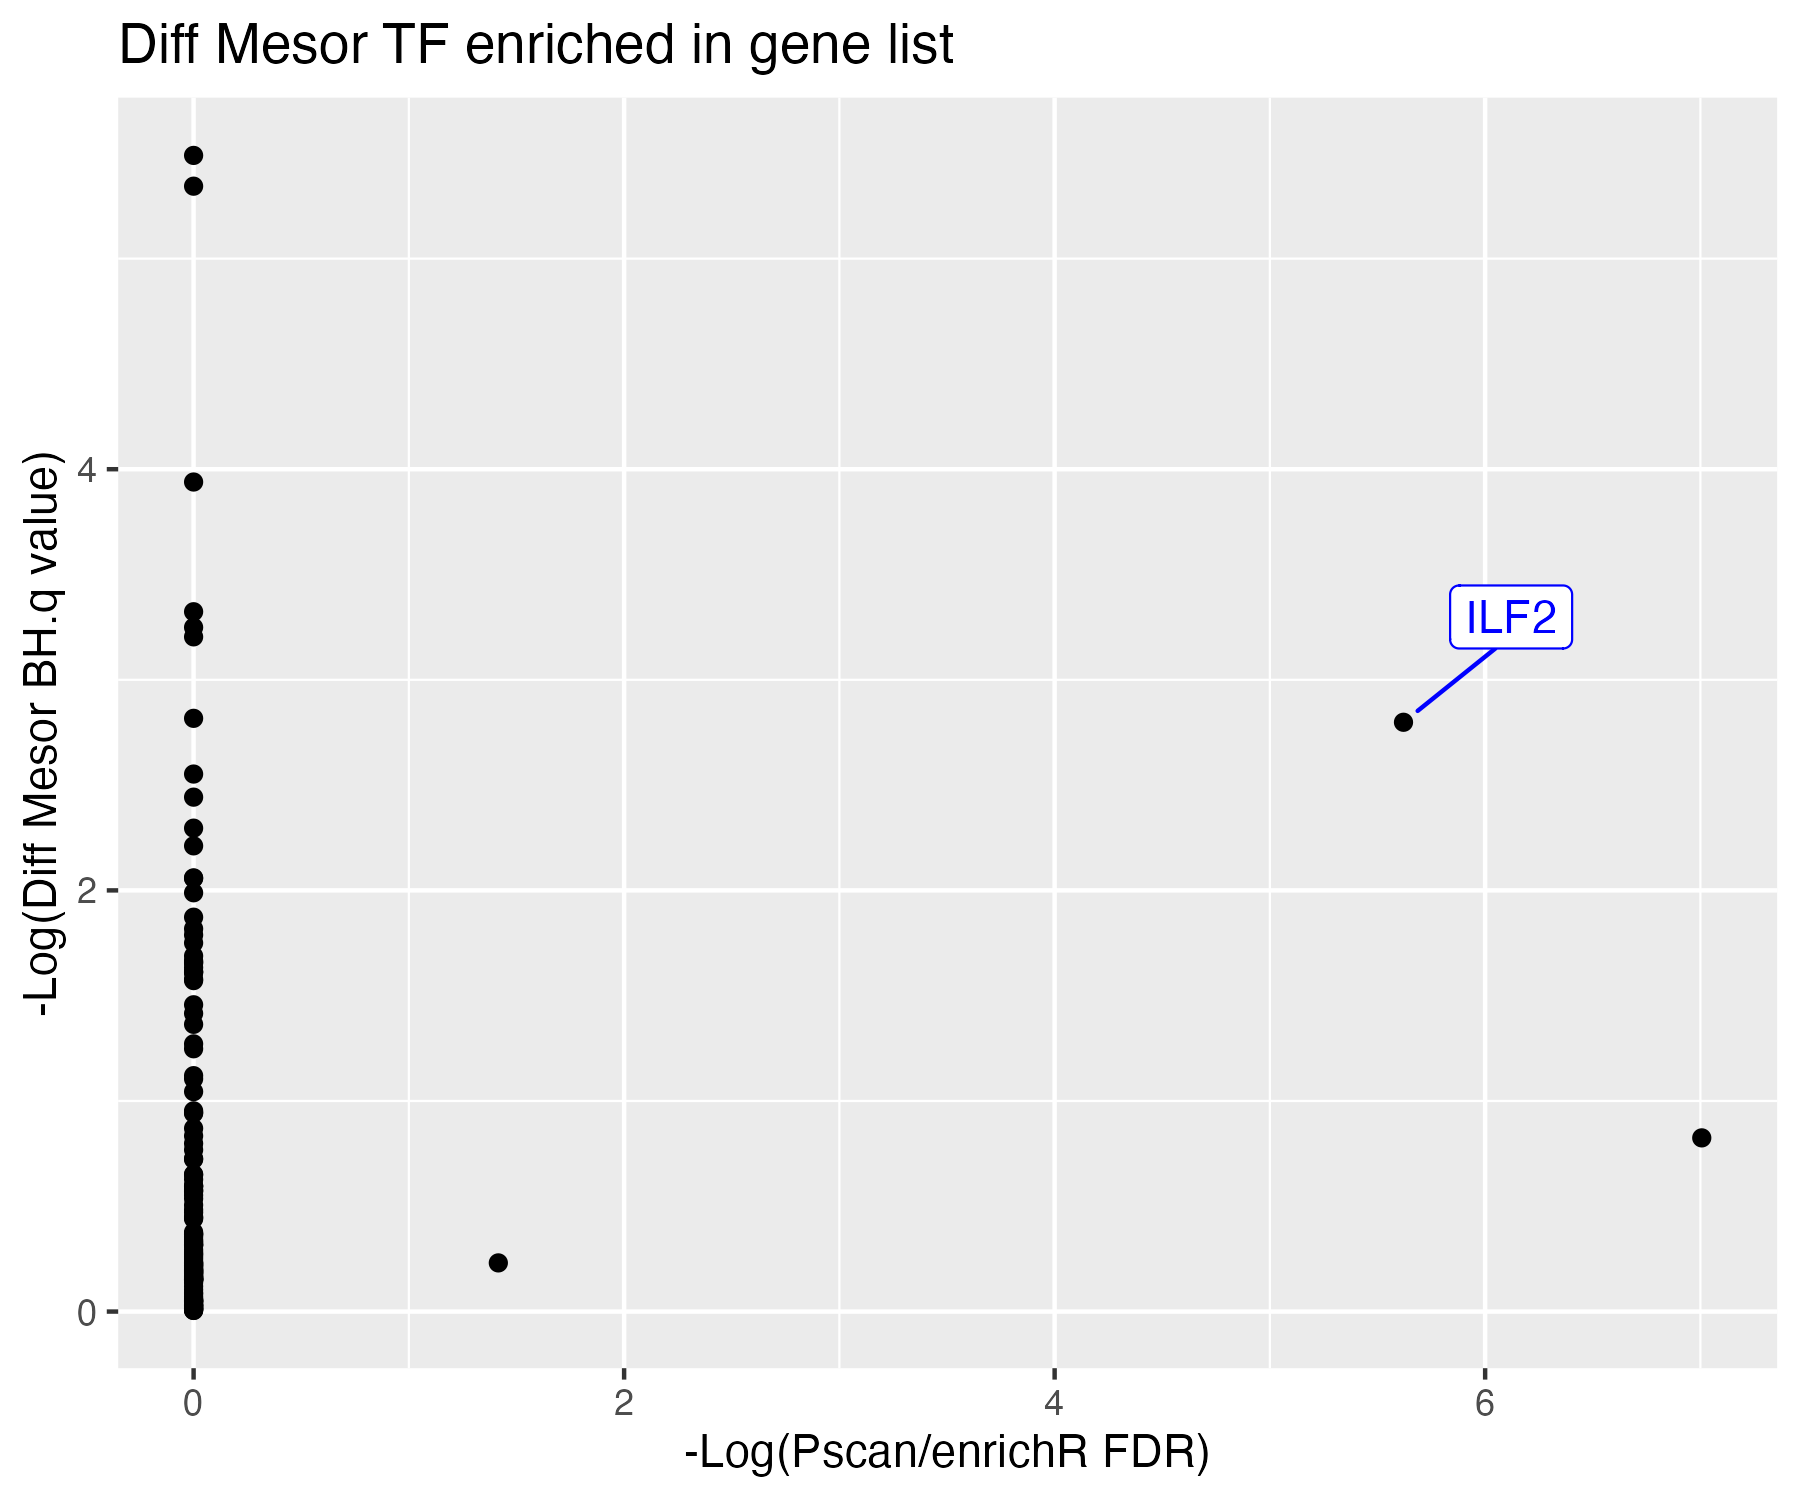 Diff Mesor TF enriched in gene list
-Log(Diff Mesor BH.q value)
4
2
0
ILF2
0 2 4 6
-Log(Pscan/enrichR FDR)